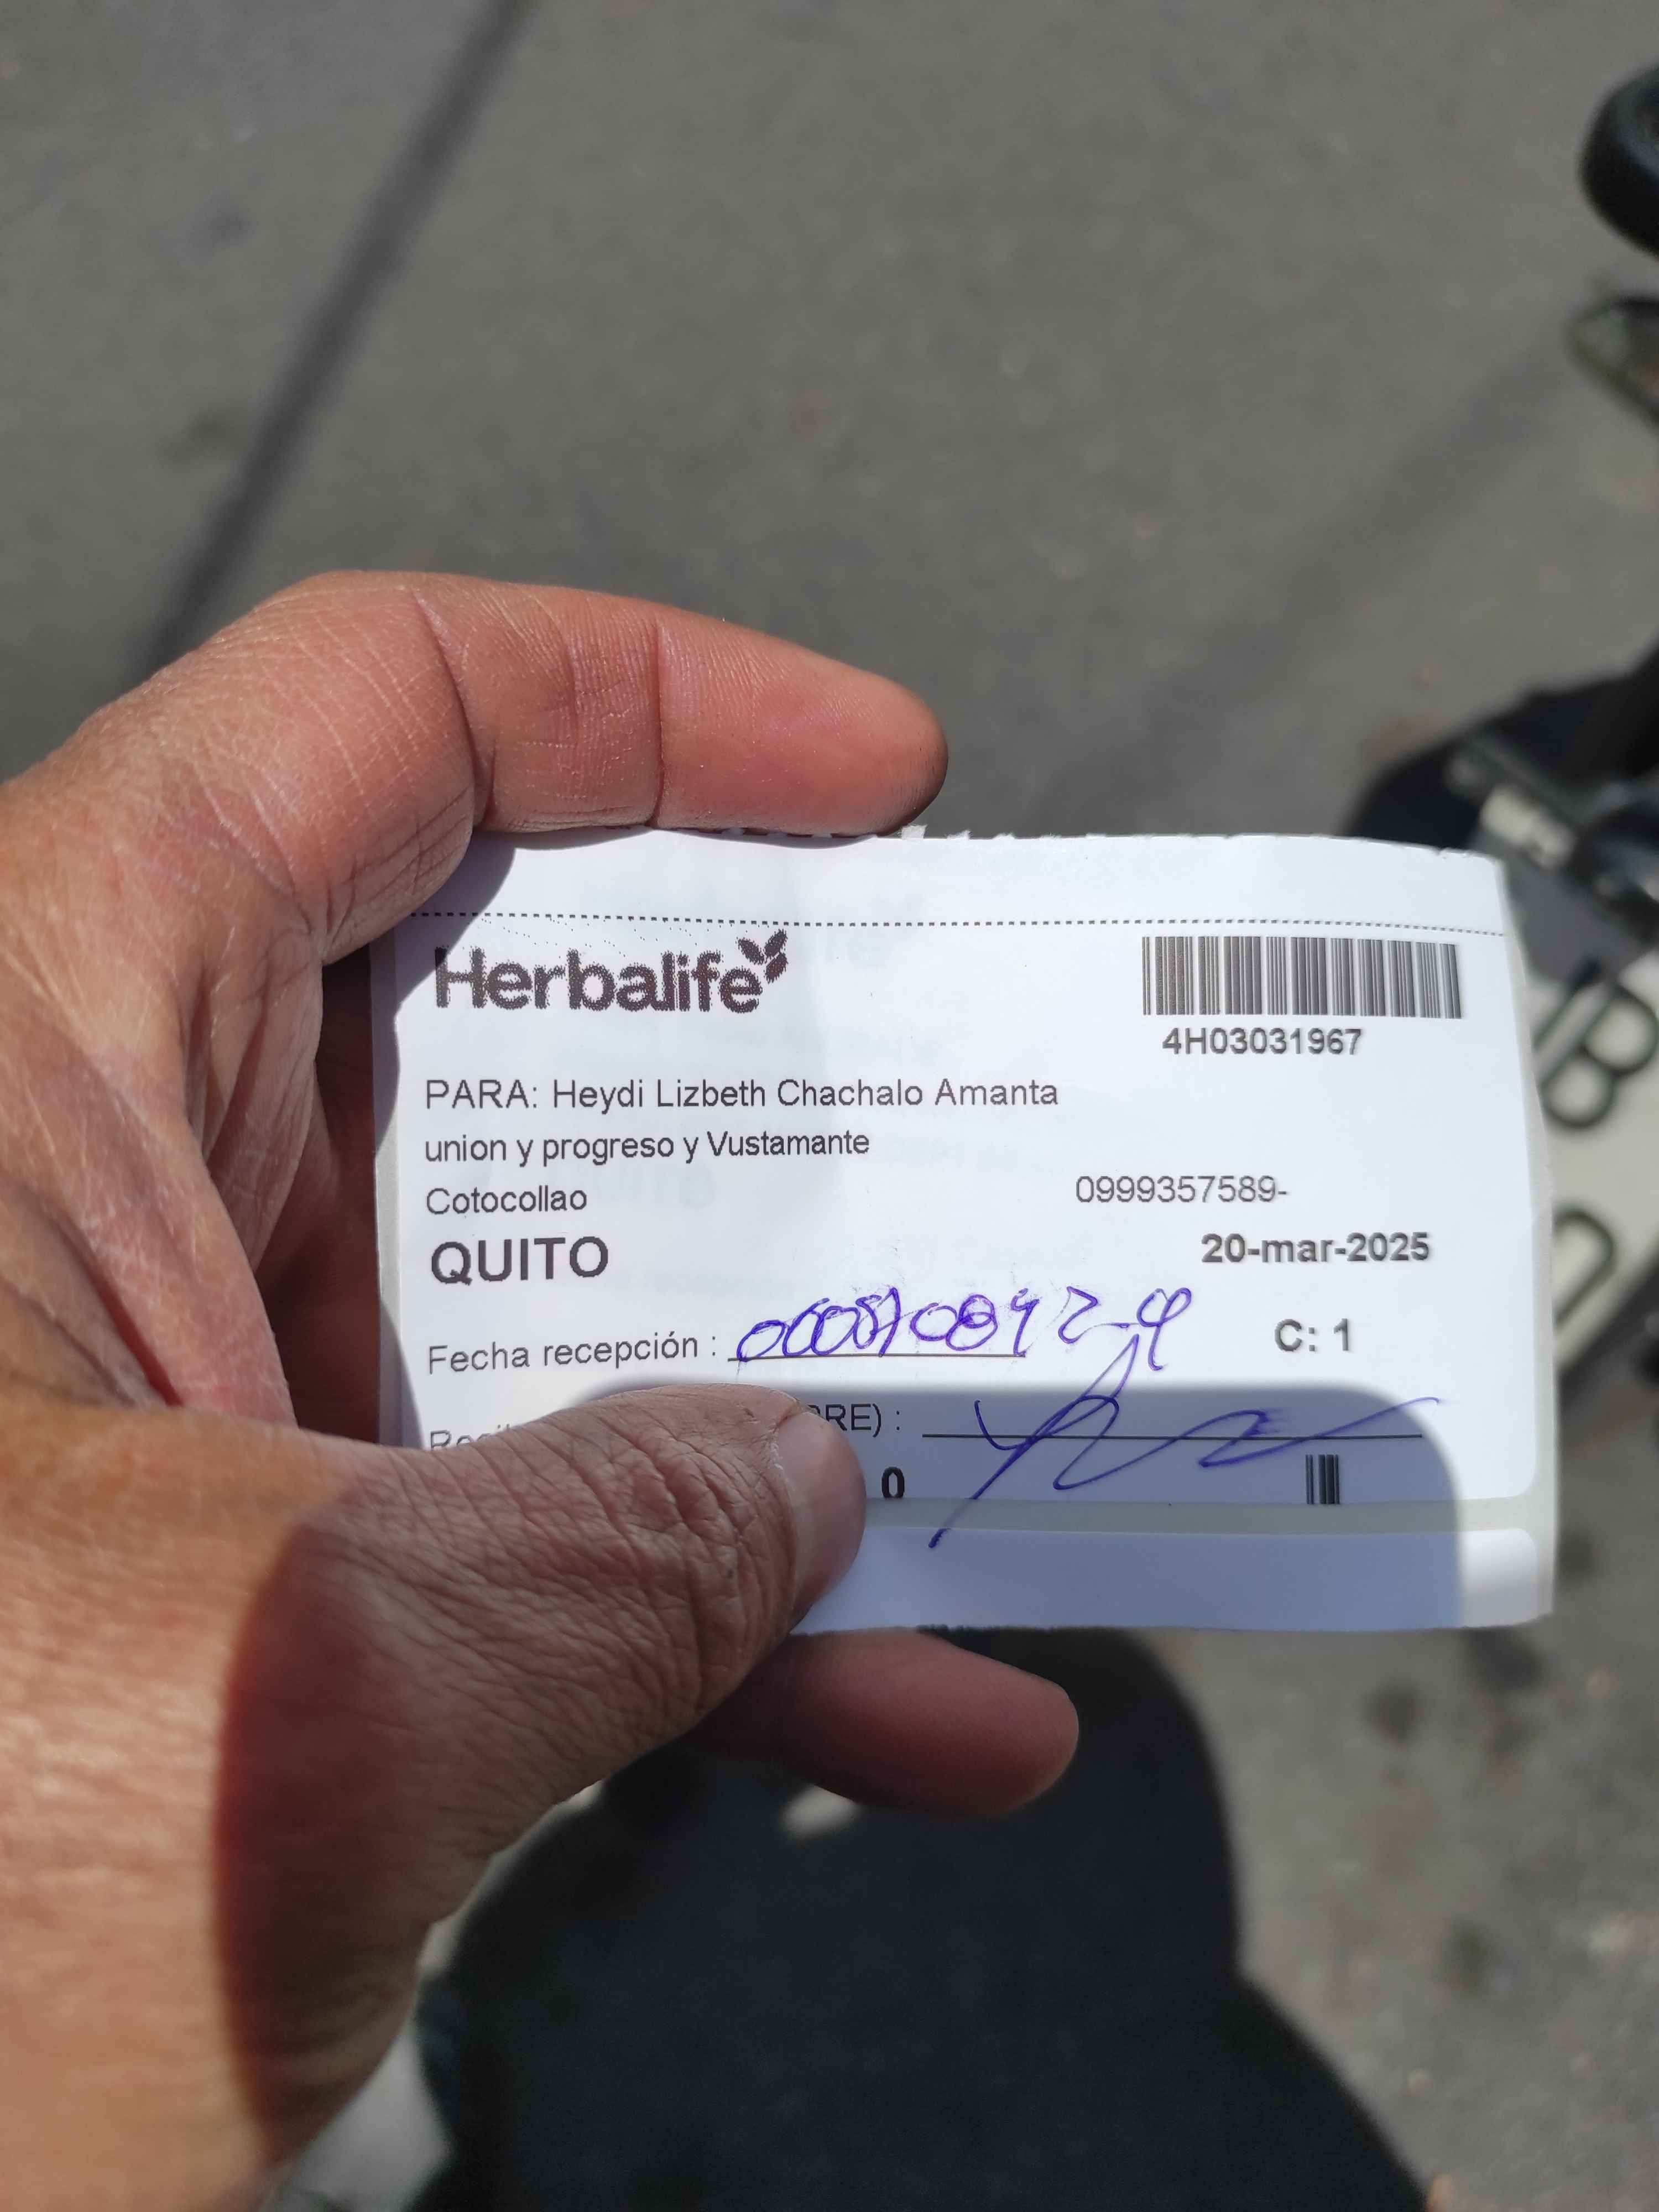 Herbalife
4H03031967
PARA: Heydi Lizbeth Chachalo Amanta
union y progreso y Vustamante
Cotocollao 0999357589-
QUITO 20-mar-2025
Fecha recepción : C: 1
BRE) :
0